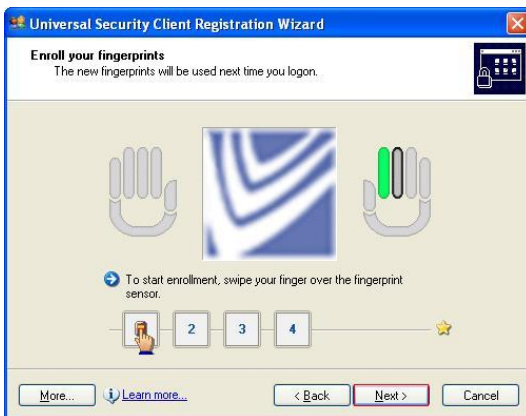 Universal Security Client Registration Wizard
Enroll your fingerprints
The new fingerprints will be used next time you logon.
To start enrollment, swipe your finger over the fingerprint
sensor.
2 3 4
More... Learn more... < Back Next > Cancel